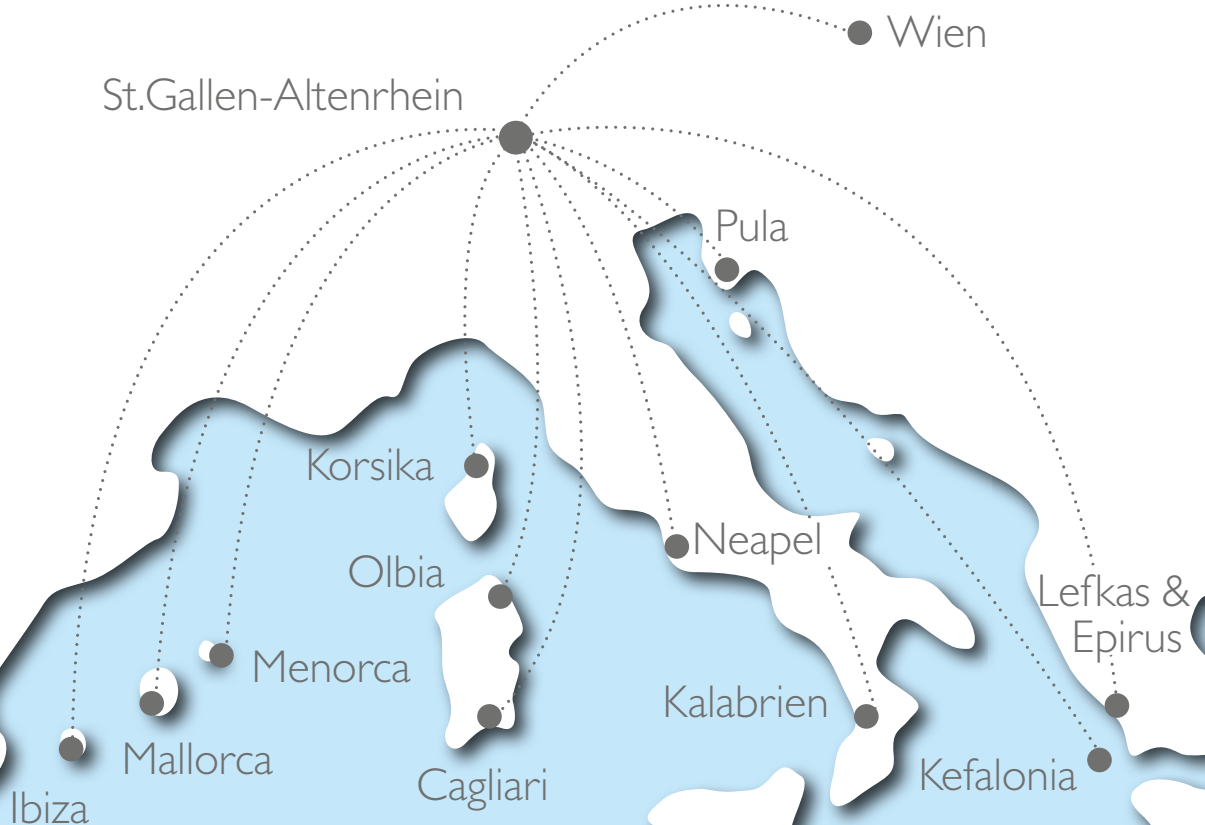 Wien
St.Gallen-Altenrhein
Pula
Korsika
Neapel
Olbia
Lefkas &
Epirus
Menorca
Kalabrien
Mallorca
Kefalonia
Cagliari
Ibiza